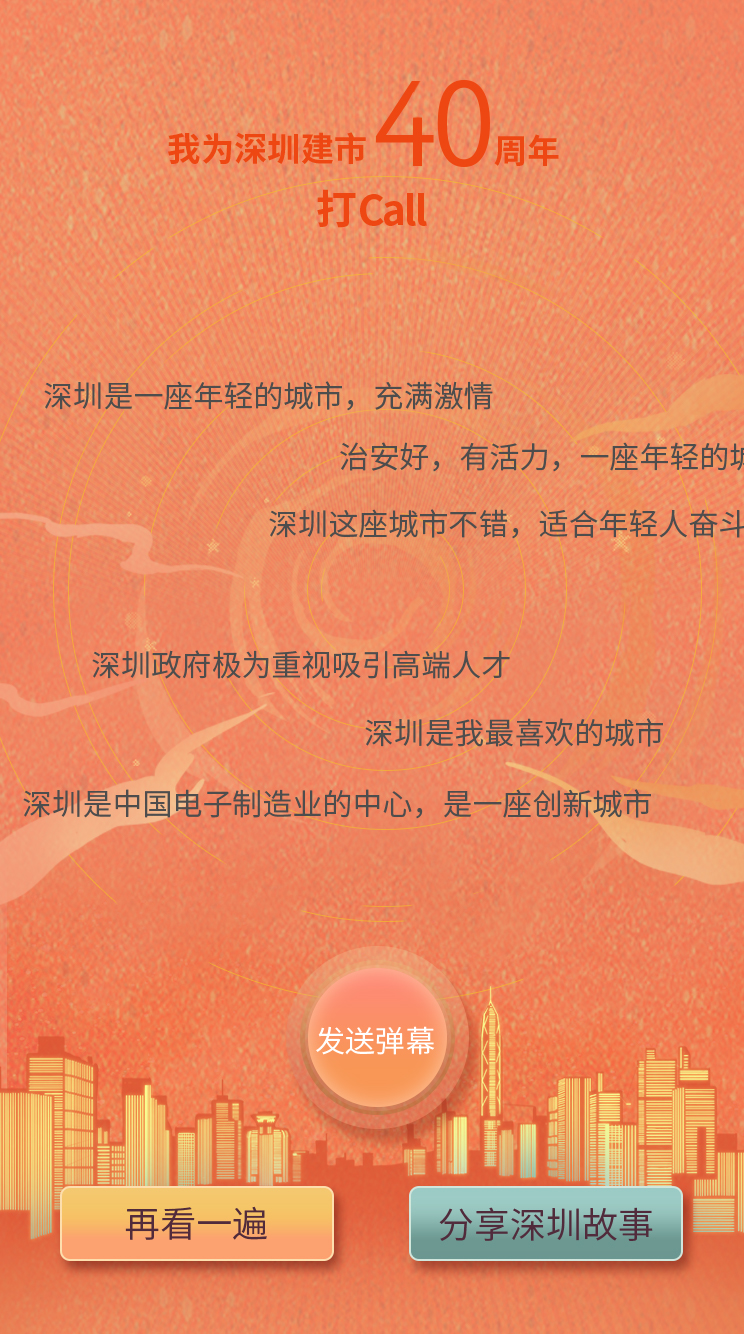 我为深圳建市40周年
打Call
深圳是一座年轻的城市，充满激情
治安好，有活力，一座年轻的
深圳这座城市不错，适合年轻人奋斗
深圳政府极为重视吸引高端人才
深圳是我最喜欢的城市
深圳是中国电子制造业的中心，是一座创新城市
发送弹幕
再看一遍
分享深圳故事